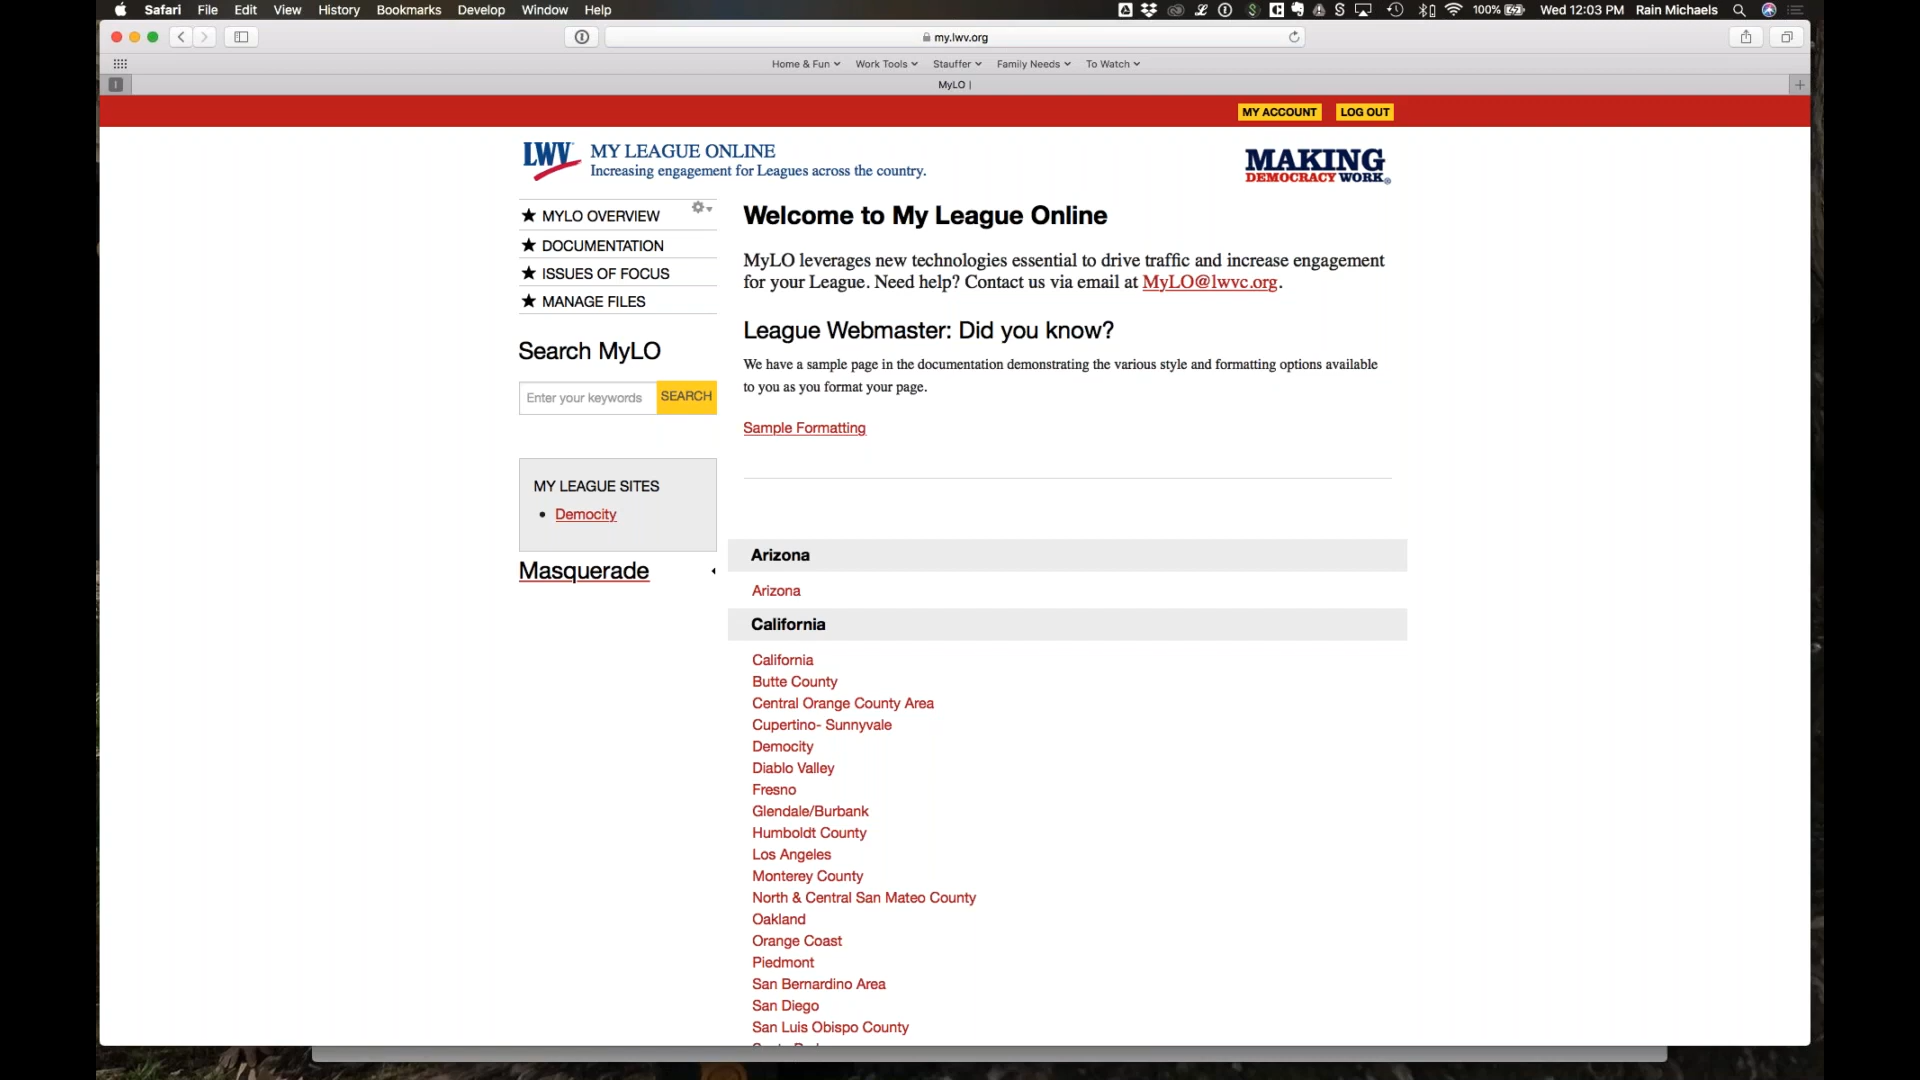 Safari File Edit View History Bookmarks Develop Window Help 100% Wed 12:03 PM Rain Michaels
my.lwv.org
Home & Fun Work Tools Stauffer Family Needs To Watch
MyLO |
MY ACCOUNT LOG OUT
LWV MY LEAGUE ONLINE
Increasing engagement for Leagues across the country.
MAKING
DEMOCRACY WORK®
MYLO OVERVIEW
DOCUMENTATION
ISSUES OF FOCUS
MANAGE FILES
Search MyLO
Enter your keywords SEARCH
MY LEAGUE SITES
Democity
Masquerade
Welcome to My League Online
MyLO leverages new technologies essential to drive traffic and increase engagement
for your League. Need help? Contact us via email at MyLO@lwvc.org.
League Webmaster: Did you know?
We have a sample page in the documentation demonstrating the various style and formatting options available
to you as you format your page.
Sample Formatting
Arizona
Arizona
California
California
Butte County
Central Orange County Area
Cupertino- Sunnyvale
Democity
Diablo Valley
Fresno
Glendale/Burbank
Humboldt County
Los Angeles
Monterey County
North & Central San Mateo County
Oakland
Orange Coast
Piedmont
San Bernardino Area
San Diego
San Luis Obispo County